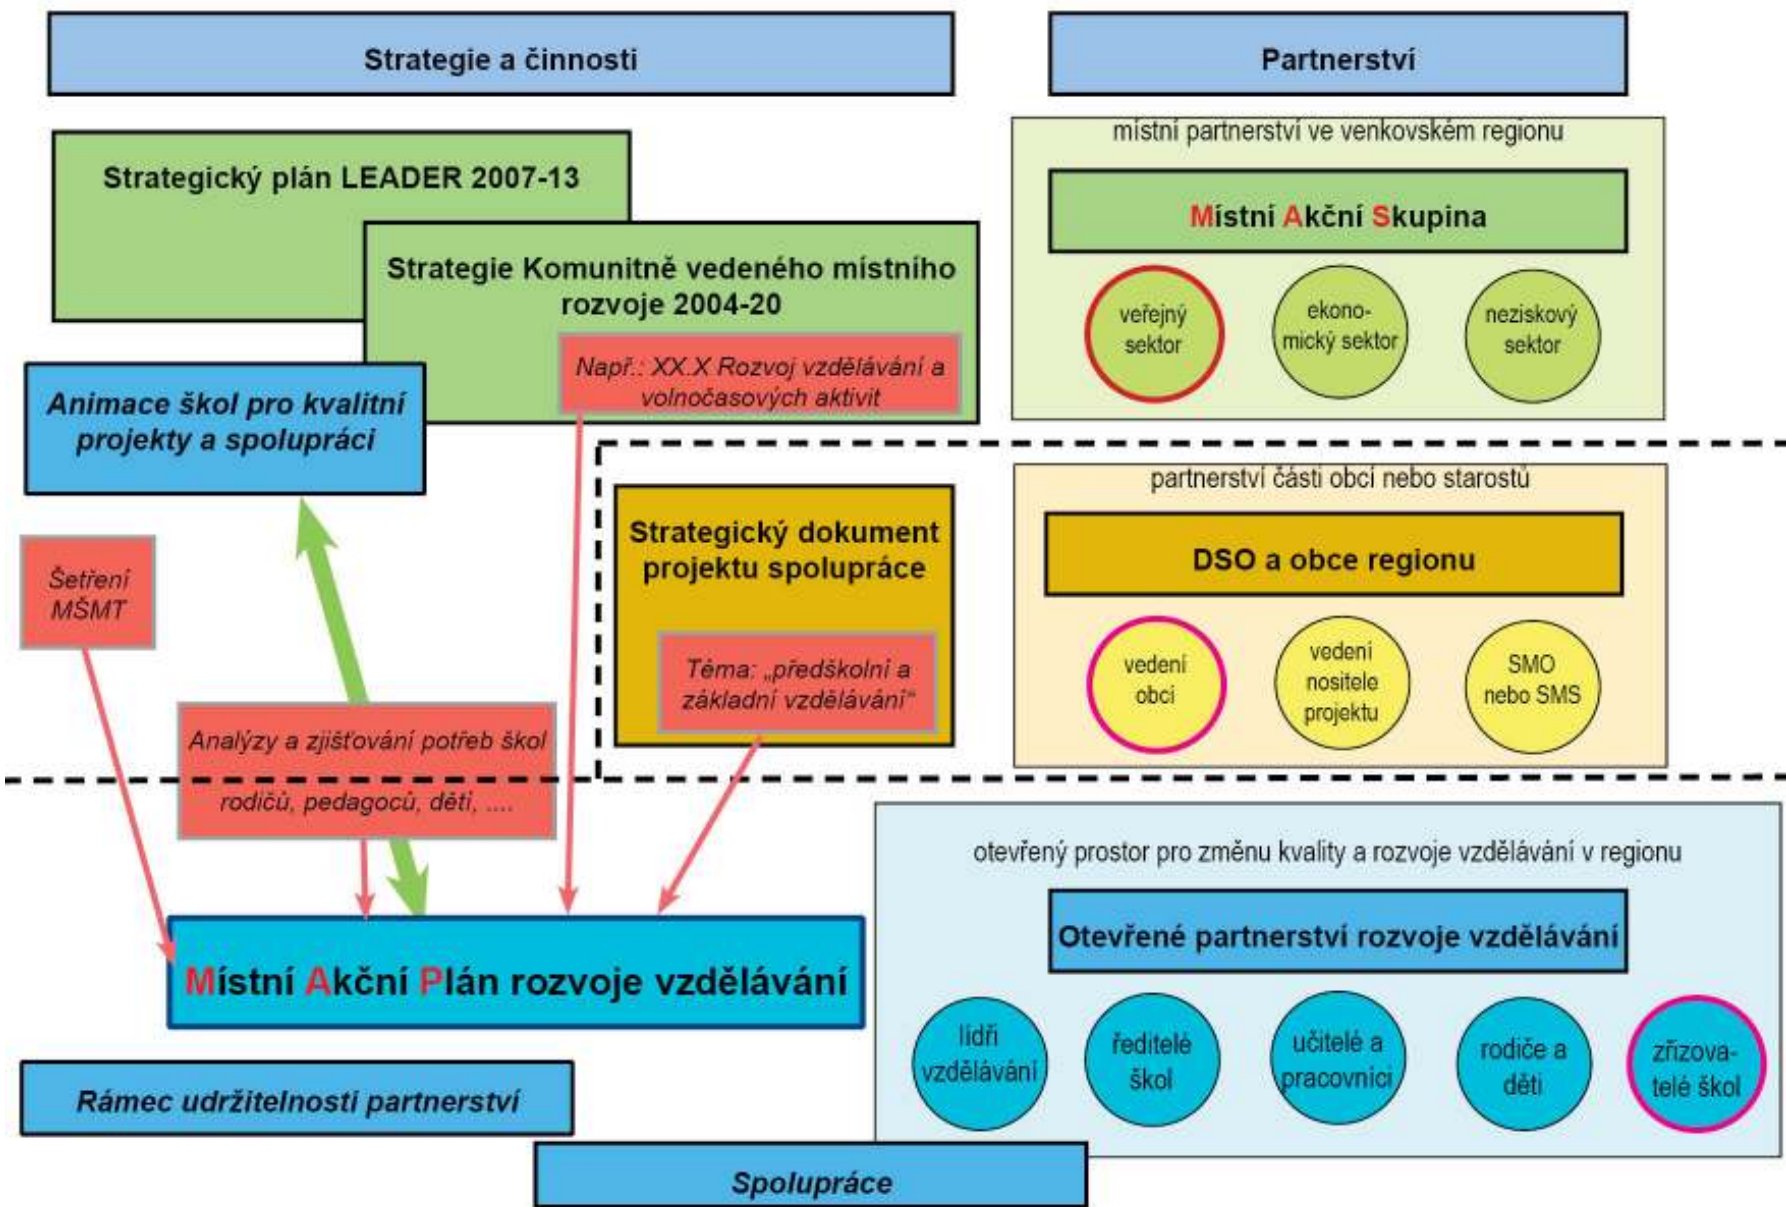 Strategie a činnosti
Partnerství
Strategický plán LEADER 2007-13
Strategie Komunitně vedeného místního
rozvoje 2004-20
Např.: XX.X Rozvoj vzdělávání a
volnočasových aktivit
Animace škol pro kvalitní
projekty a spolupráci
Šetření
MŠMT
Analýzy a zjišťování potřeb škol
rodičů, pedagoců, dětí, ....
Strategický dokument
projektu spolupráce
Téma: „předškolní a
základní vzdělávání“
Místní Akční Plán rozvoje vzdělávání
Rámec udržitelnosti partnerství
Spolupráce
místní partnerství ve venkovském regionu
Místní Akční Skupina
veřejný
sektor
ekono-
mický sektor
neziskový
sektor
partnerství části obcí nebo starostů
DSO a obce regionu
vedení
obcí
vedení
nositele
projektu
SMO
nebo SMS
otevřený prostor pro změnu kvality a rozvoje vzdělávání v regionu
Otevřené partnerství rozvoje vzdělávání
lídři
vzdělávání
ředitelé
škol
učitelé a
pracovníci
rodiče a
děti
zřizova-
telé škol